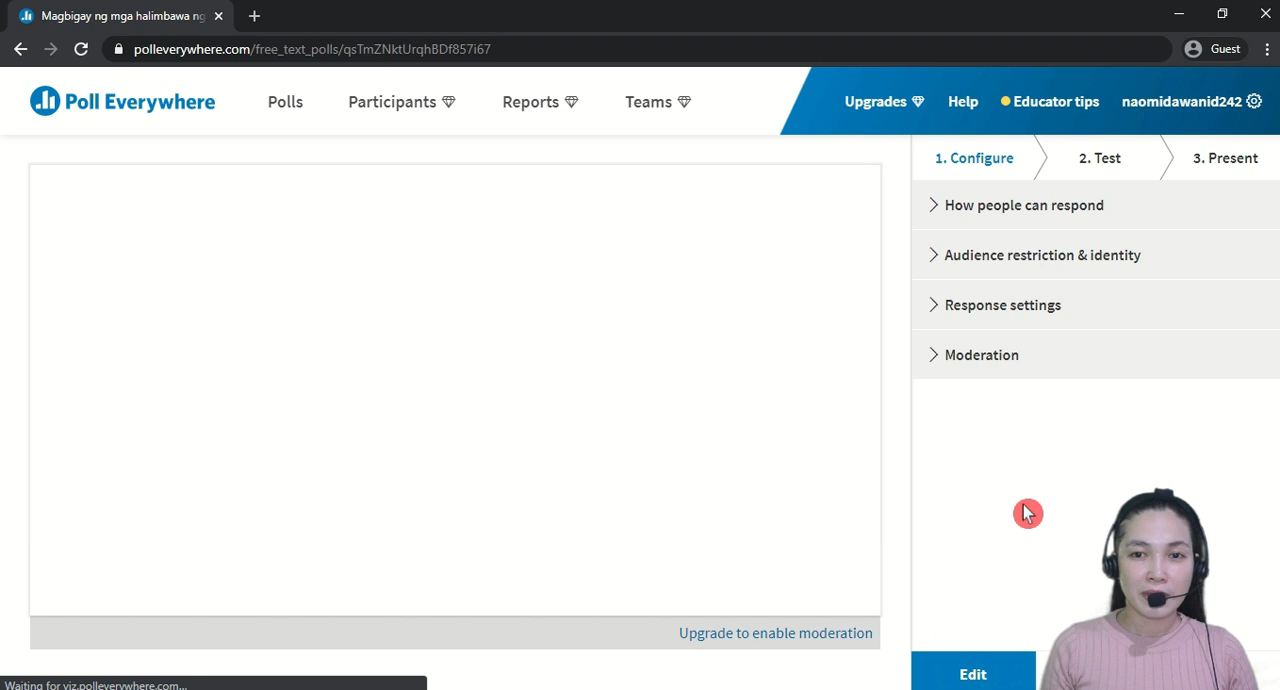 Magbigay ng mga halimbawa ng
polleverywhere.com/free_text_polls/qsTmZNktUrqhBDf857i67
Guest
Poll Everywhere
Polls
Participants
Reports
Teams
Upgrades
Help
Educator tips
naomidawanid242
1. Configure
2. Test
3. Present
How people can respond
Audience restriction & identity
Response settings
Moderation
Upgrade to enable moderation
Edit
Waiting for viz.polleverywhere.com...